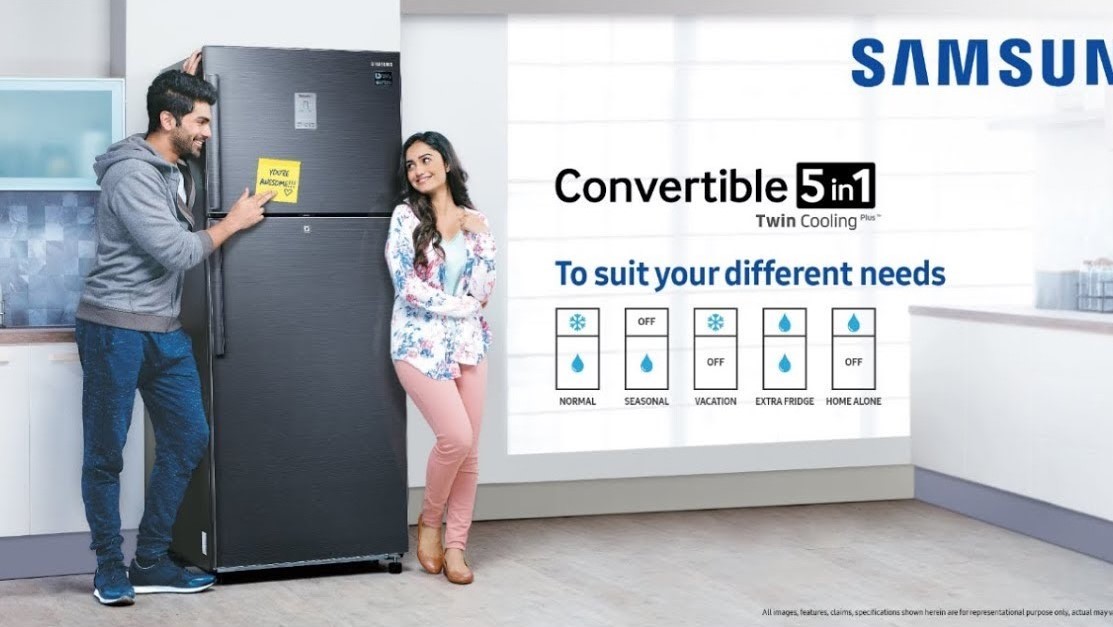 SAMSUN
SAMSUNG
YOU'RE
AWESOME!!!
Convertible 5in1
Twin Cooling Plus™
To suit your different needs
OFF
OFF
OFF
NORMAL
SEASONAL
VACATION
EXTRA FRIDGE
HOME ALONE
All images, features, claims, specifications shown herein are for representational purpose only, actual may